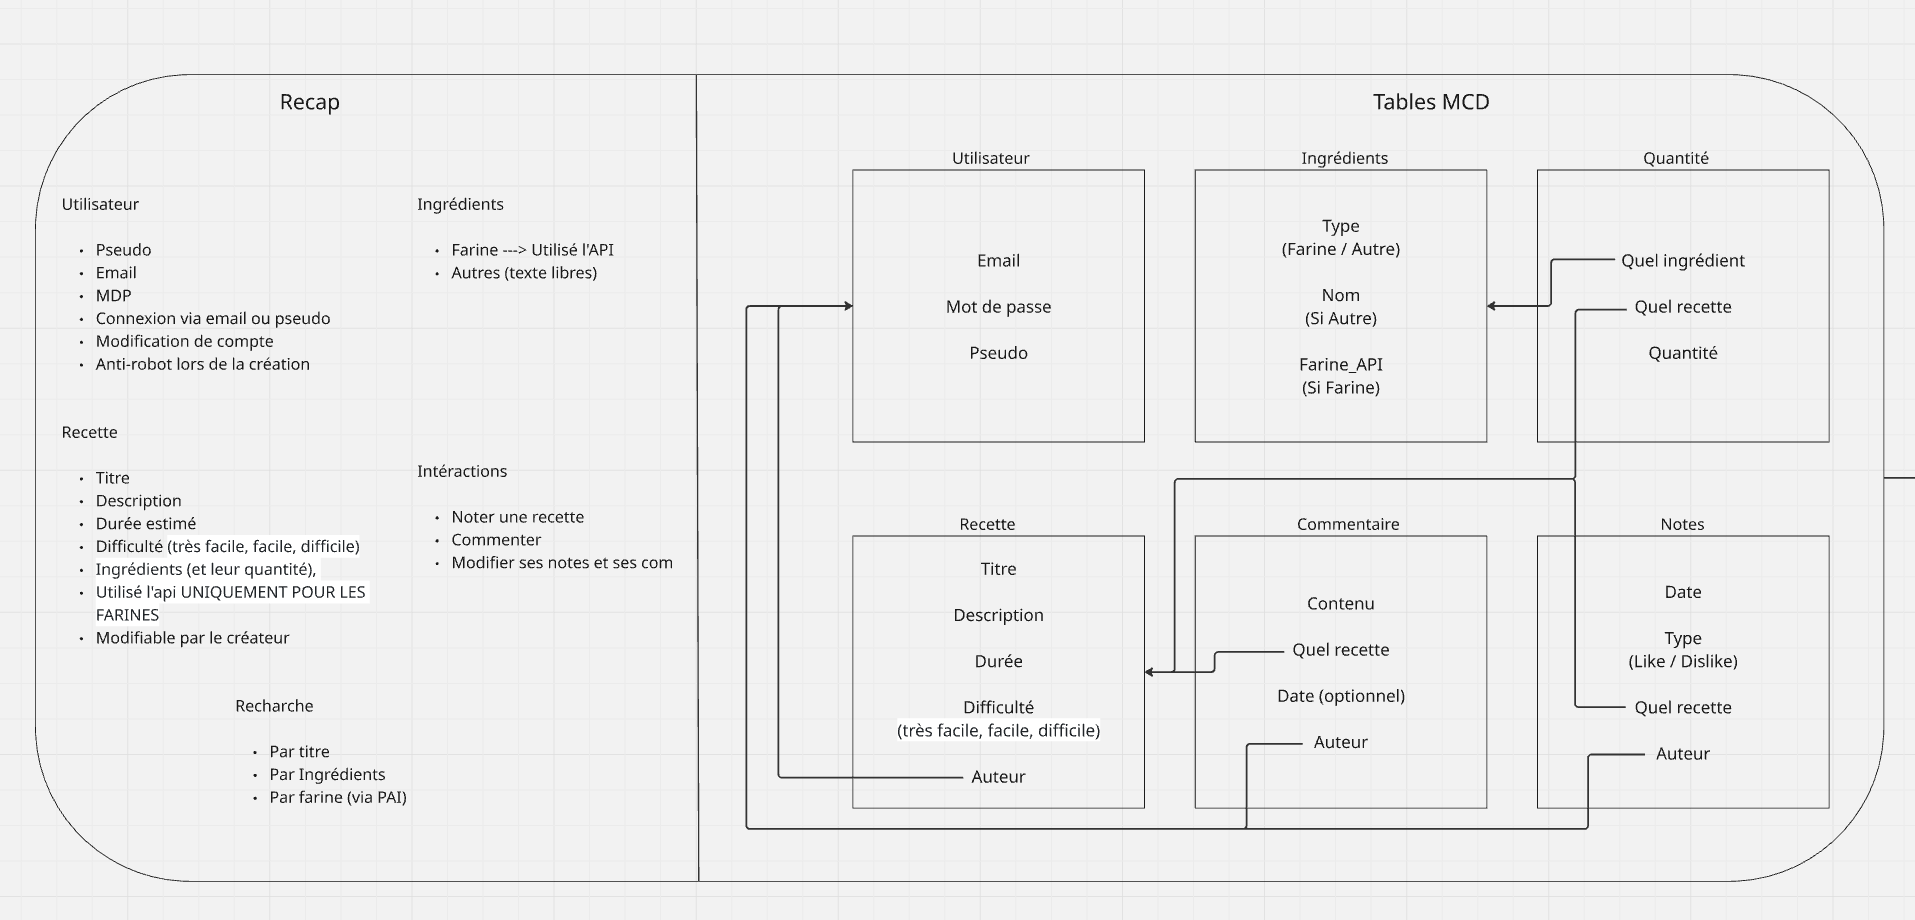 Recap
Utilisateur
Pseudo
Email
MDP
Connexion via email ou pseudo
Modification de compte
Anti-robot lors de la création
Ingrédients
Farine ---> Utilisé l'API
Autres (texte libres)
Recette
Titre
Description
Durée estimé
Difficulté (très facile, facile, difficile)
Ingrédients (et leur quantité),
Utilisé l'api UNIQUEMENT POUR LES
FARINES
Modifiable par le créateur
Intéractions
Noter une recette
Commenter
Modifier ses notes et ses com
Recharche
Par titre
Par Ingrédients
Par farine (via PAI)
Tables MCD
Utilisateur
Email
Mot de passe
Pseudo
Ingrédients
Type
(Farine / Autre)
Nom
(Si Autre)
Farine_API
(Si Farine)
Quantité
Quel ingrédient
Quel recette
Quantité
Recette
Titre
Description
Durée
Difficulté
(très facile, facile, difficile)
Auteur
Commentaire
Contenu
Quel recette
Date (optionnel)
Auteur
Notes
Date
Type
(Like / Dislike)
Quel recette
Auteur